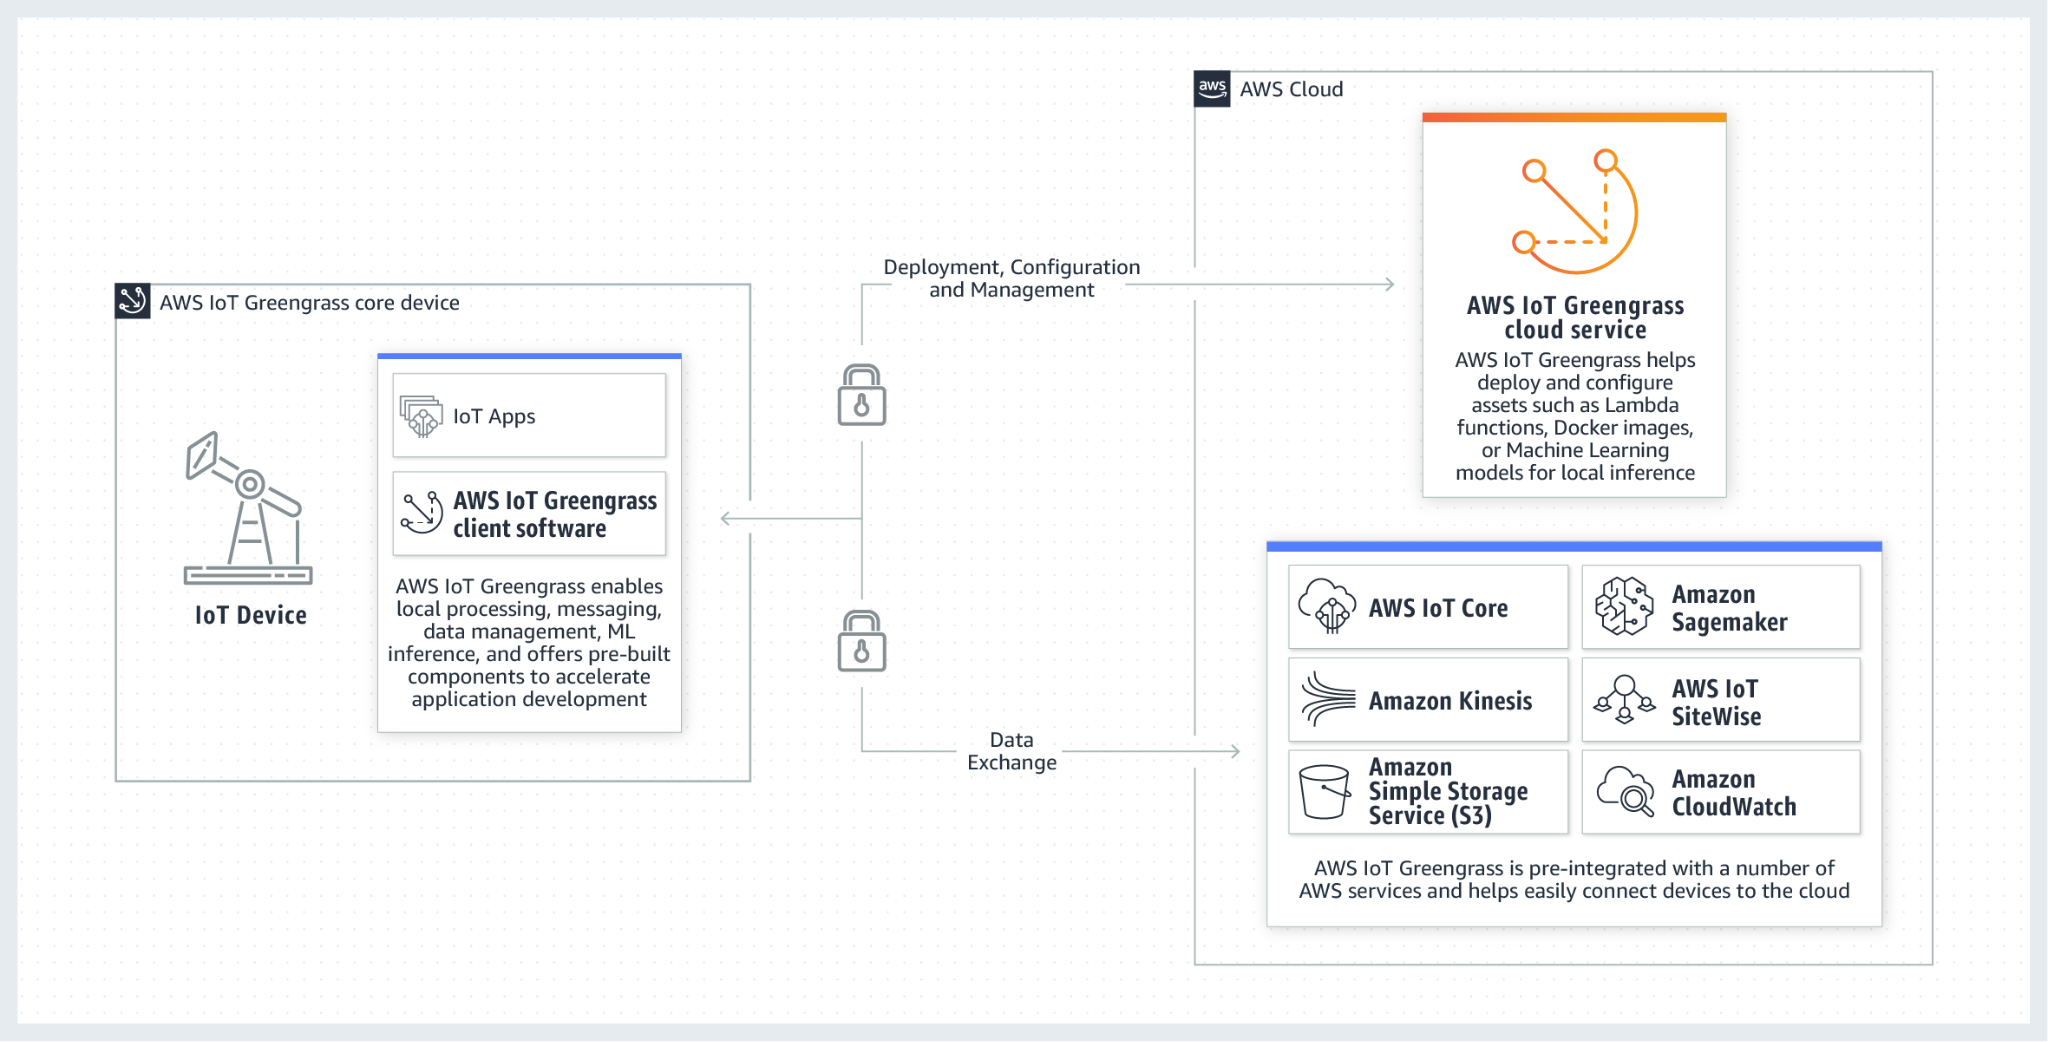 aws AWS Cloud
AWS IoT Greengrass
cloud service
AWS IoT Greengrass helps
deploy and configure
assets such as Lambda
functions, Docker images,
or Machine Learning
models for local inference
Deployment, Configuration
and Management
AWS IoT Greengrass core device
IoT Device
IoT Apps
AWS IoT Greengrass
client software
AWS IoT Greengrass enables
local processing, messaging,
data management, ML
inference, and offers pre-built
components to accelerate
application development
Data
Exchange
AWS IoT Core
Amazon
Sagemaker
Amazon Kinesis
AWS IoT
SiteWise
Amazon
Simple Storage
Service (S3)
Amazon
CloudWatch
AWS IoT Greengrass is pre-integrated with a number of
AWS services and helps easily connect devices to the cloud